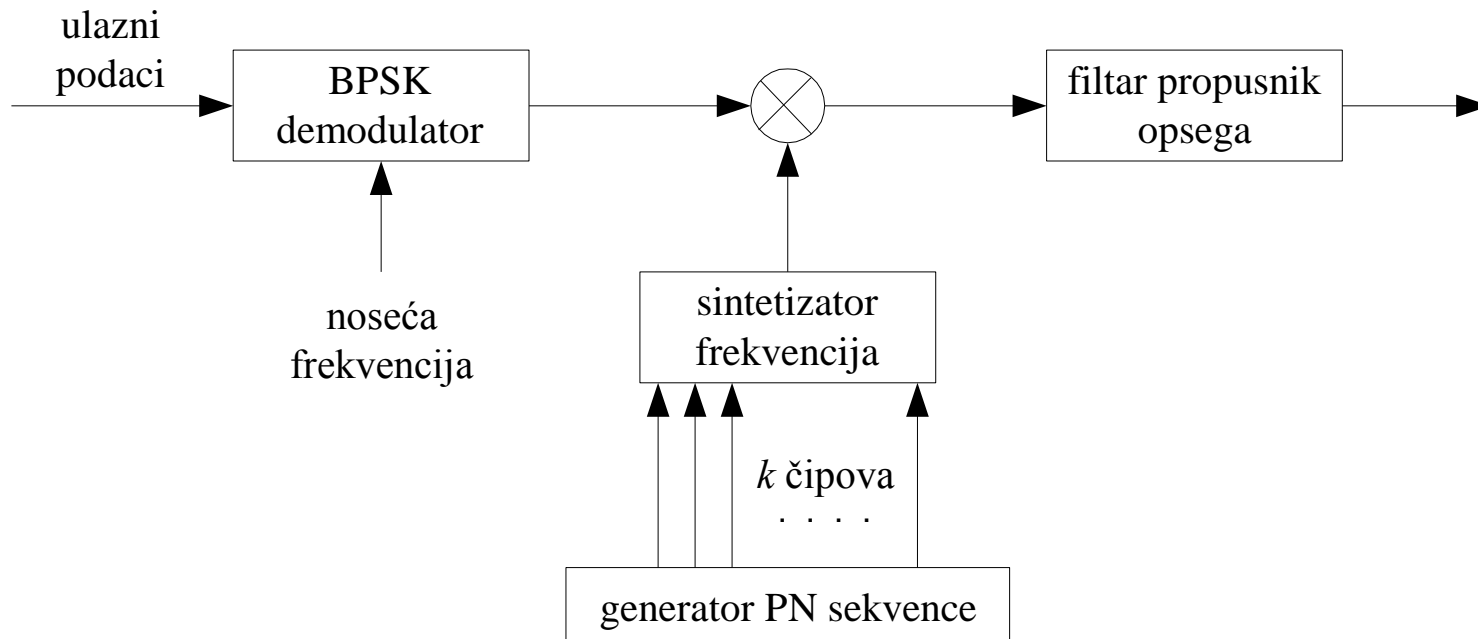 ulazni
podaci
BPSK
demodulator
filtar propusnik
opsega
noseća
frekvencija
sintetizator
frekvencija
k čipova
. . . .
generator PN sekvence